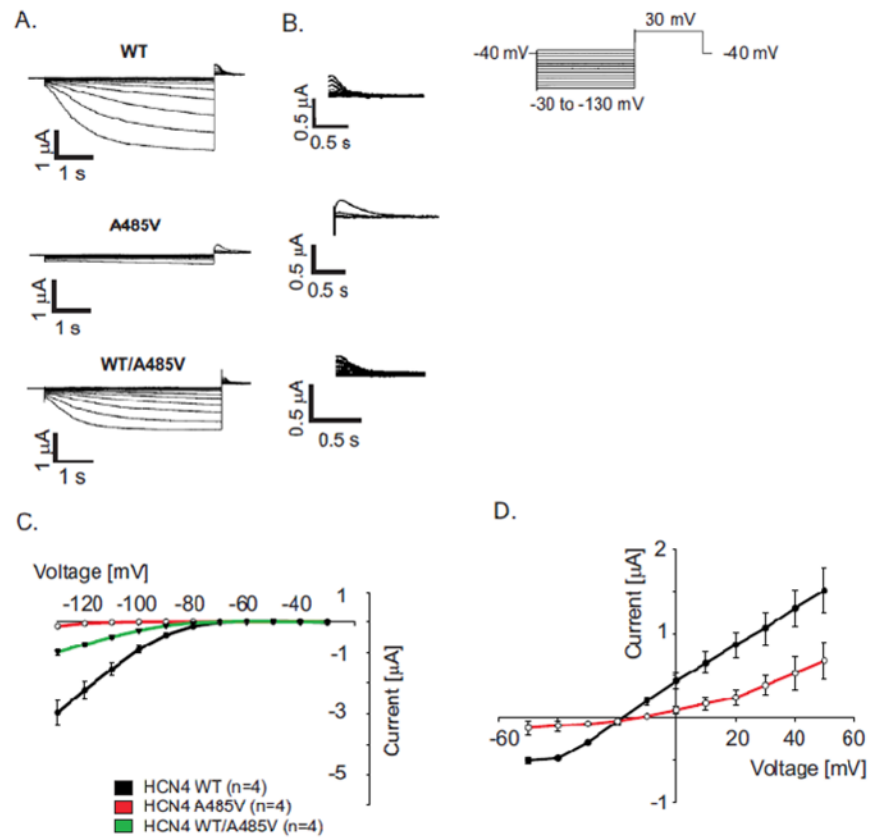 A.
B.
WT
1 µA
1 s
0.5 µA
0.5 s
30 mV
-40 mV
-40 mV
-30 to -130 mV
A485V
1 µA
1 s
0.5 µA
0.5 s
WT/A485V
1 µA
1 s
0.5 µA
0.5 s
C.
Voltage [mV]
-120 -100 -80 -60 -40
1
-1
-3
-5
Current [µA]
HCN4 WT (n=4)
HCN4 A485V (n=4)
HCN4 WT/A485V (n=4)
D.
Current [µA]
2
1
-1
-60
20
60
Voltage [mV]